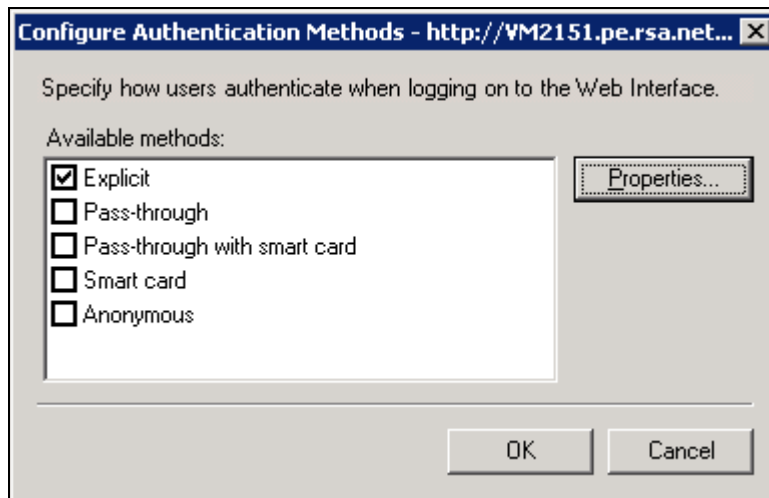 Configure Authentication Methods - http://VM2151.pe.rsa.net...
Specify how users authenticate when logging on to the Web Interface.
Available methods:
Explicit
Properties...
Pass-through
Pass-through with smart card
Smart card
Anonymous
OK
Cancel